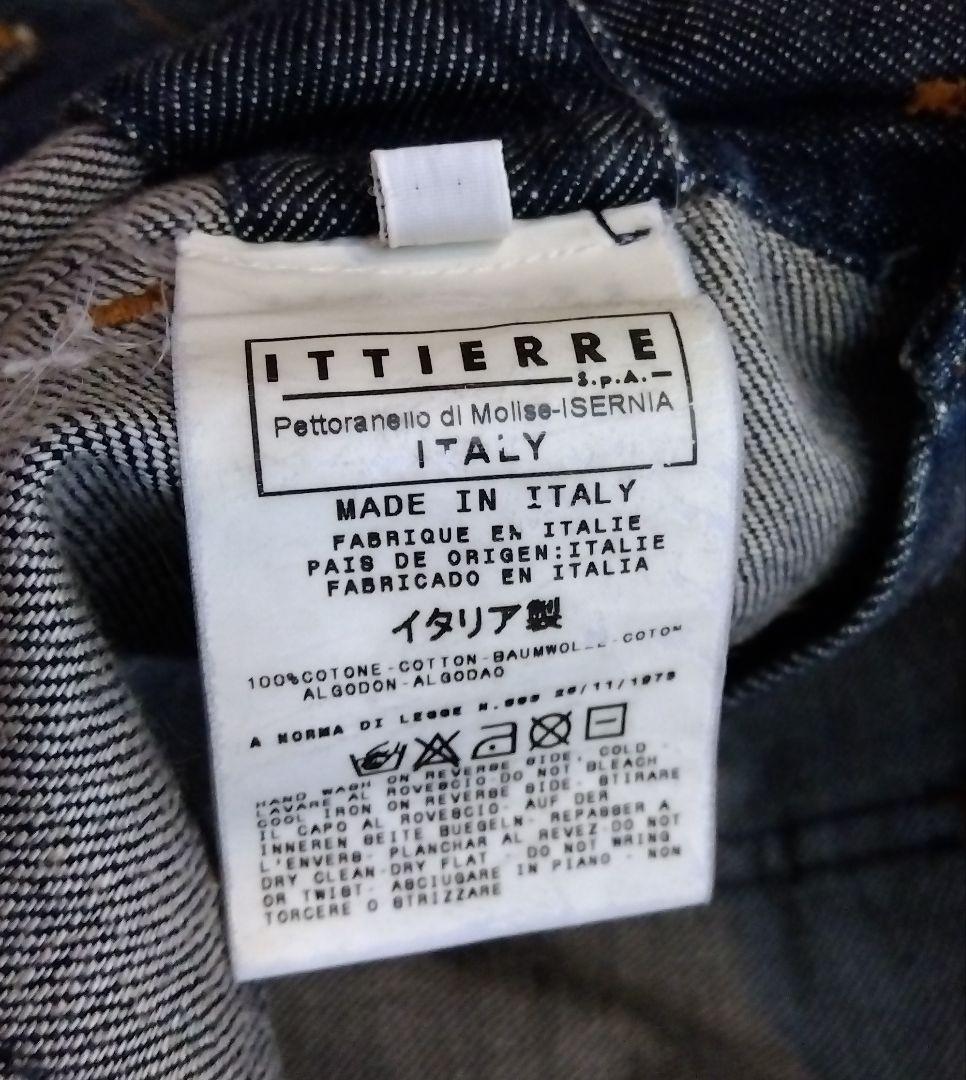 ITTIERRE
S.p.A.
Pettoranello di Molise-ISERNIA
ITALY
MADE IN ITALY
FABRIQUE EN ITALIE
PAIS DE ORIGEN:ITALIE
FABRICADO EN ITALIA
イタリア製
100%COTONE-COTTON-BAUMWOLLE-COTON
ALGODON-ALGODAO
A NORMA DI LEGGE N.883 26/11/1973
HAND WASH ON REVERSE SIDE, COLD -
LAVARE AL ROVESCIO-DO NOT BLEACH
COOL IRON ON REVERSE SIDE- STIRARE
IL CAPO AL ROVESCIO- AUF DER
INNEREN SEITE BUEGELN- REPASSER A
L'ENVERS- PLANCHAR AL REVEZ-DO NOT
DRY CLEAN-DRY FLAT - DO NOT WRING
OR TWIST- ASCIUGARE IN PIANO - NON
TORCERE O STRIZZARE